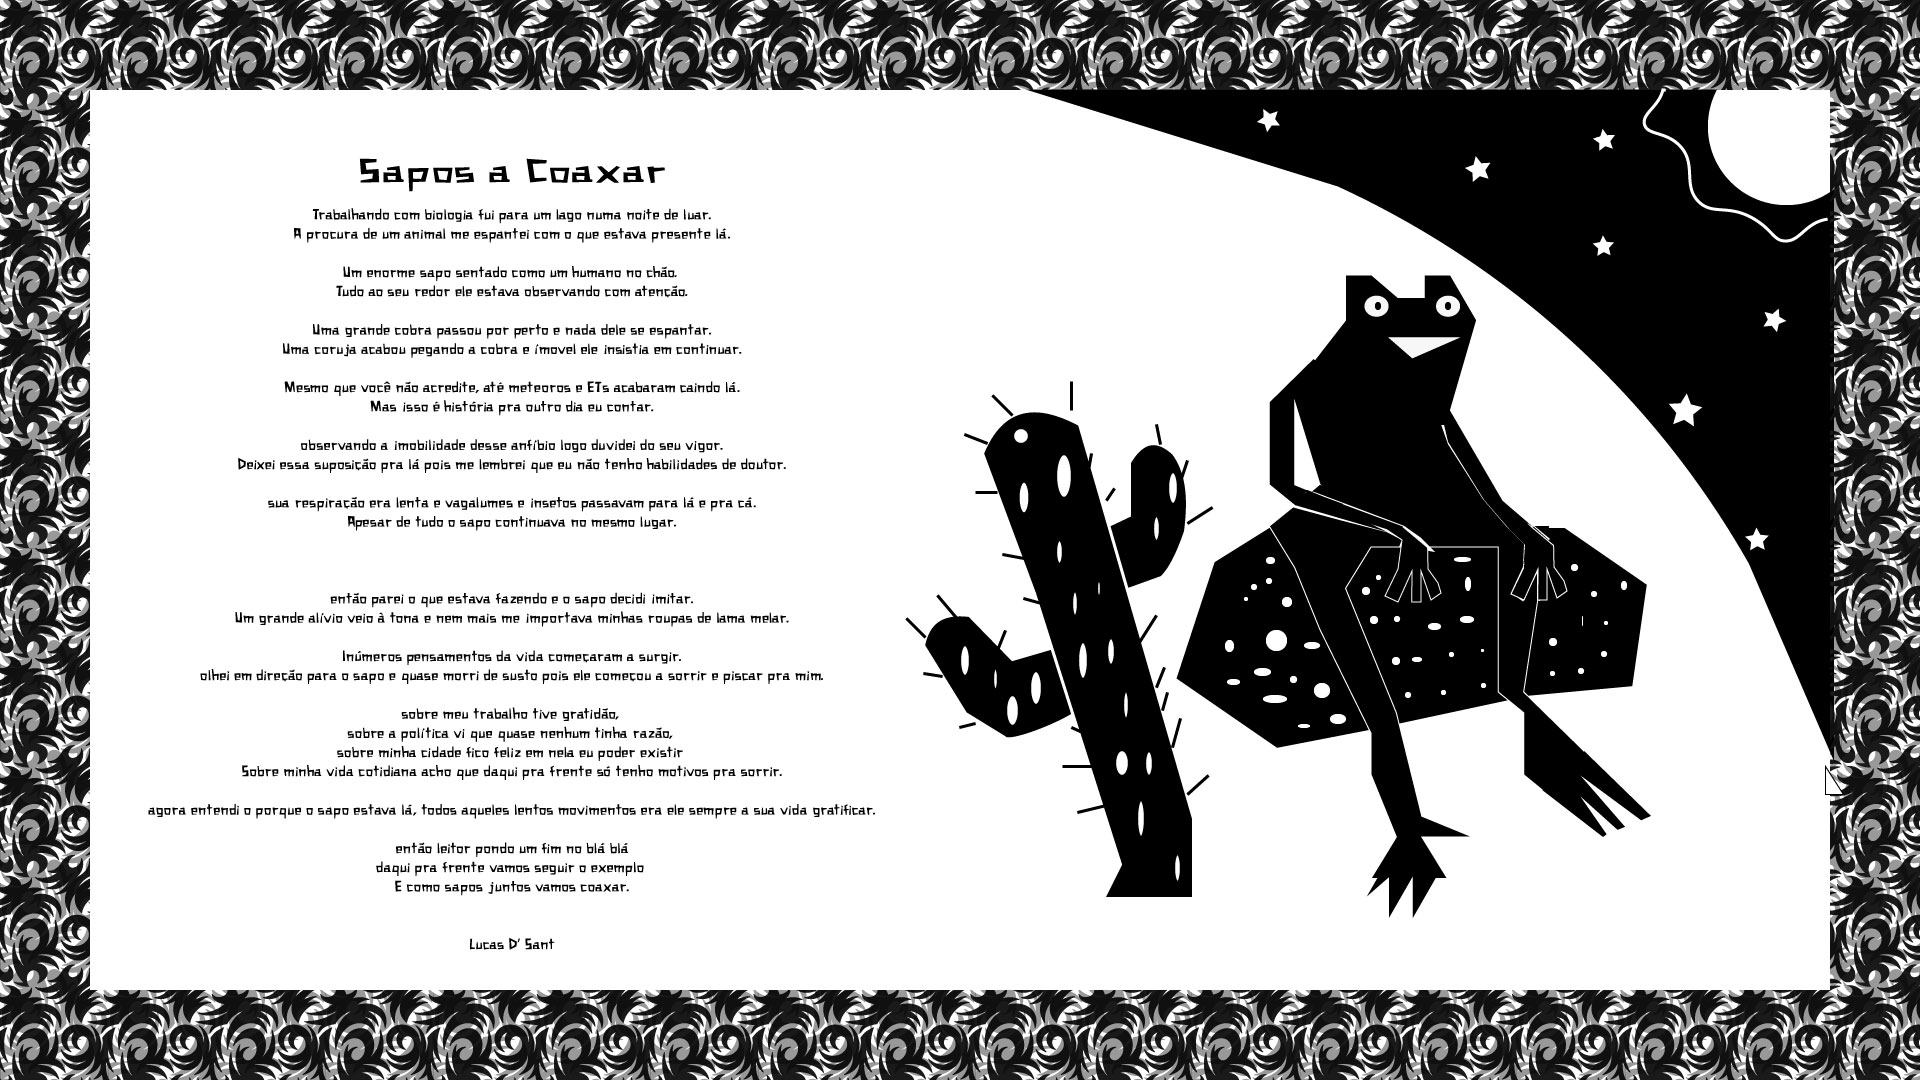 Sapos a Coaxar
Trabalhando com biologia fui para um lago numa noite de luar.
A procura de um animal me espantei com o que estava presente lá.
Um enorme sapo sentado como um humano no chão.
Tudo ao seu redor ele estava observando com atenção.
Uma grande cobra passou por perto e nada dele se espantar.
Uma coruja acabou pegando a cobra e ímovel ele insistia em continuar.
Mesmo que você não acredite, até meteoros e ETs acabaram caindo lá.
Mas isso é história pra outro dia eu contar.
observando a imobilidade desse anfíbio logo duvidei do seu vigor.
Deixei essa suposição pra lá pois me lembrei que eu não tenho habilidades de doutor.
sua respiração era lenta e vagalumes e insetos passavam para lá e pra cá.
Apesar de tudo o sapo continuava no mesmo lugar.
então parei o que estava fazendo e o sapo decidi imitar.
Um grande alívio veio à tona e nem mais me importava minhas roupas de lama melar.
Inúmeros pensamentos da vida começaram a surgir.
olhei em direção para o sapo e quase morri de susto pois ele começou a sorrir e piscar pra mim.
sobre meu trabalho tive gratidão,
sobre a política vi que quase nenhum tinha razão,
sobre minha cidade fico feliz em nela eu poder existir
Sobre minha vida cotidiana acho que daqui pra frente só tenho motivos pra sorrir.
agora entendi o porque o sapo estava lá, todos aqueles lentos movimentos era ele sempre a sua vida gratificar.
então leitor pondo um fim no blá blá
daqui pra frente vamos seguir o exemplo
E como sapos juntos vamos coaxar.
Lucas D' Sant